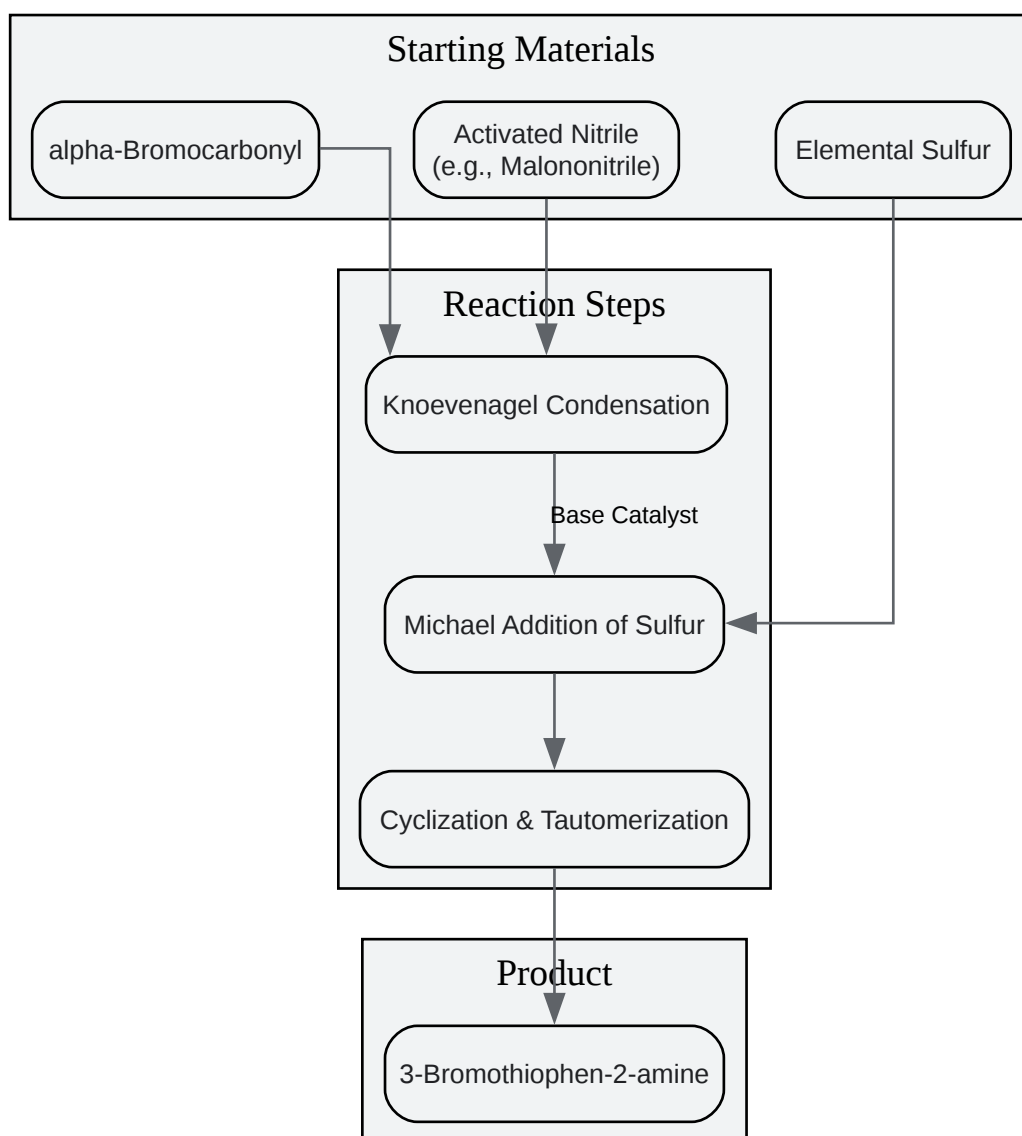 Starting Materials
alpha-Bromocarbonyl
Activated Nitrile
(e.g., Malononitrile)
Elemental Sulfur
Reaction Steps
Knoevenagel Condensation
Base Catalyst
Michael Addition of Sulfur
Cyclization & Tautomerization
Product
3-Bromothiophen-2-amine